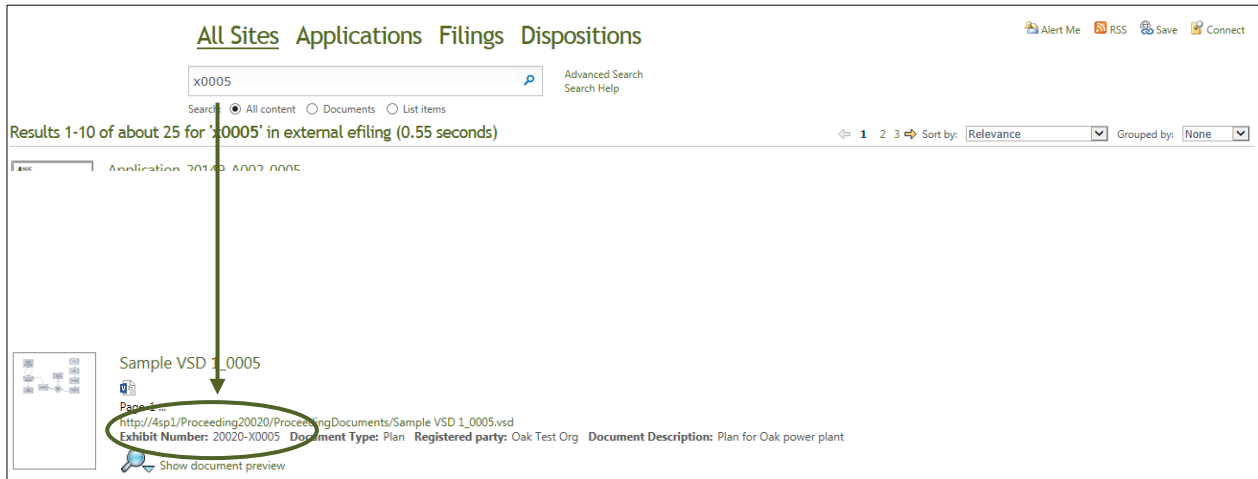 All Sites Applications Filings Dispositions
Alert Me RSS Save Connect
x0005
Advanced Search
Search Help
Search: All content Documents List items
Results 1-10 of about 25 for 'x0005' in external efiling (0.55 seconds)
1 2 3 Sort by: Relevance Grouped by: None
Application 20149-A002-0005
Sample VSD 1_0005
Page-1 ...
http://4sp1/Proceeding20020/ProceedingDocuments/Sample VSD 1_0005.vsd
Exhibit Number: 20020-X0005 Document Type: Plan Registered party: Oak Test Org Document Description: Plan for Oak power plant
Show document preview